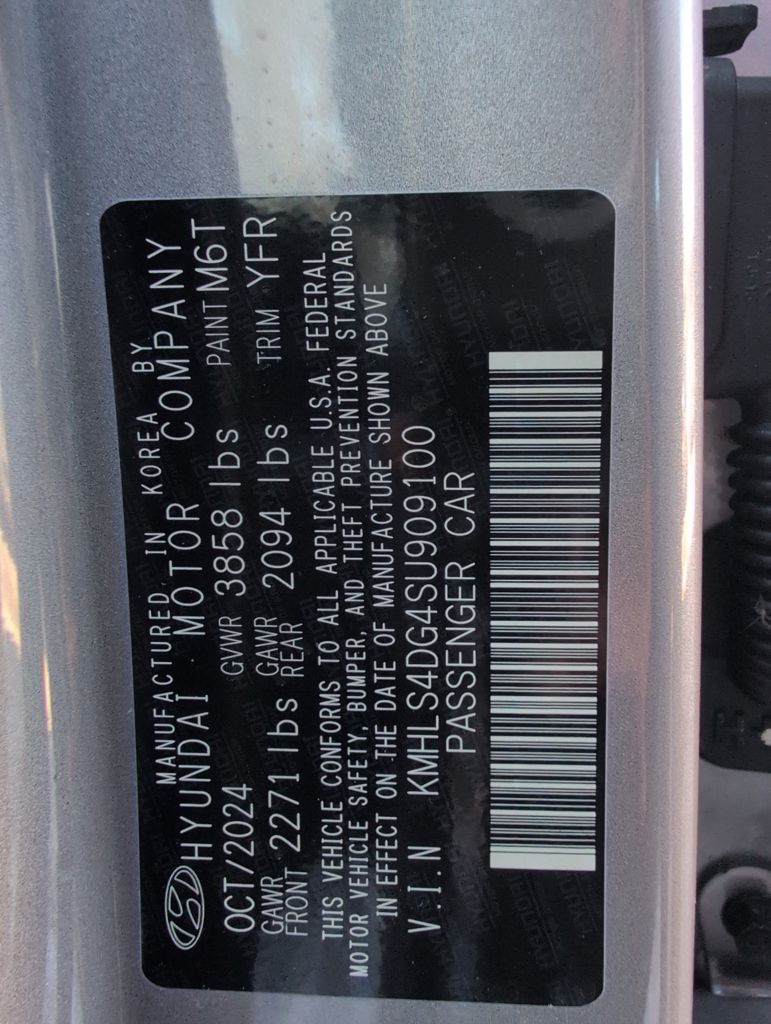 MANUFACTURED IN KOREA BY
HYUNDAI MOTOR COMPANY
OCT/2024 GVWR 3858 lbs PAINT M6T
GAWR FRONT 2271 lbs GAWR REAR 2094 lbs TRIM YFR
THIS VEHICLE CONFORMS TO ALL APPLICABLE U.S.A. FEDERAL
MOTOR VEHICLE SAFETY, BUMPER, AND THEFT PREVENTION STANDARDS
IN EFFECT ON THE DATE OF MANUFACTURE SHOWN ABOVE
V.I.N KMHLS4DG4SU909100
PASSENGER CAR